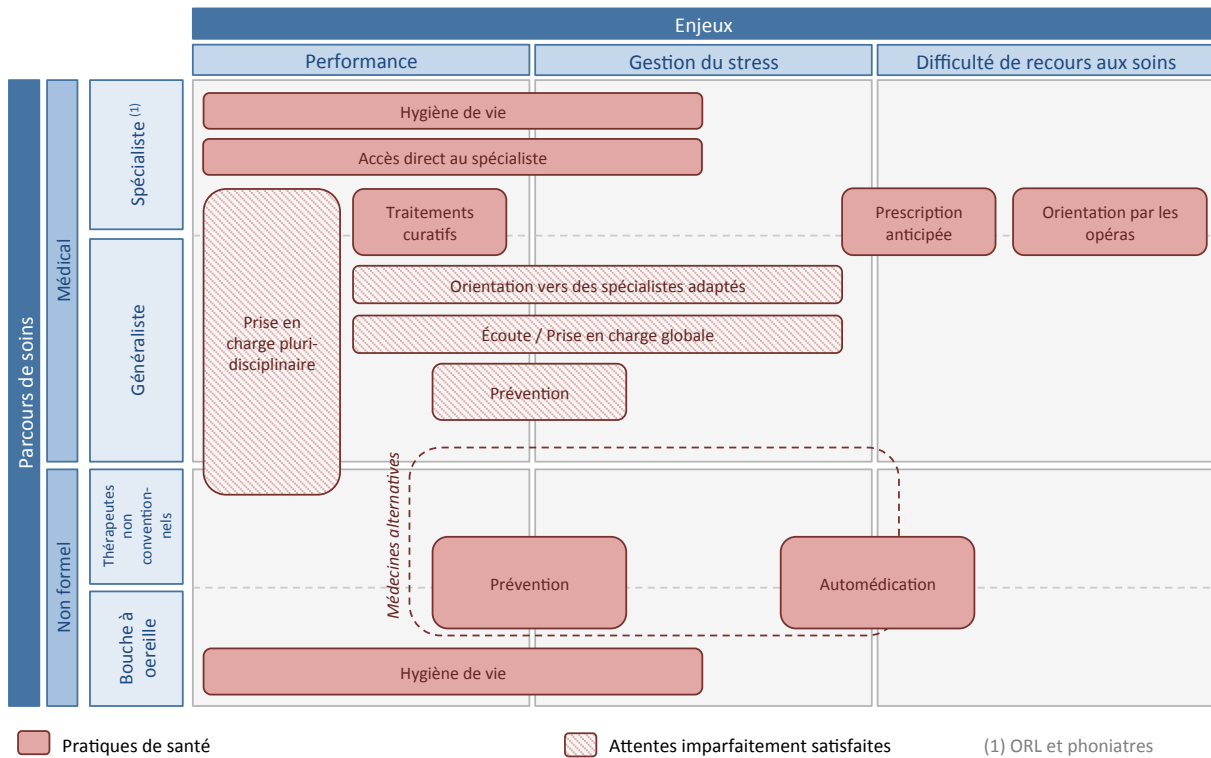 Enjeux
Performance
Gestion du stress
Difficulté de recours aux soins
Parcours de soins
Médical
Spécialiste (1)
Hygiène de vie
Accès direct au spécialiste
Traitements
curatifs
Prescription
anticipée
Orientation par les
opéras
Généraliste
Prise en
charge pluri-
disciplinaire
Orientation vers des spécialistes adaptés
Écoute / Prise en charge globale
Prévention
Non formel
Thérapeutes
non
convention-
nels
Médecines alternatives
Prévention
Automédication
Bouche à
oereille
Hygiène de vie
Pratiques de santé
Attentes imparfaitement satisfaites
(1) ORL et phoniatres